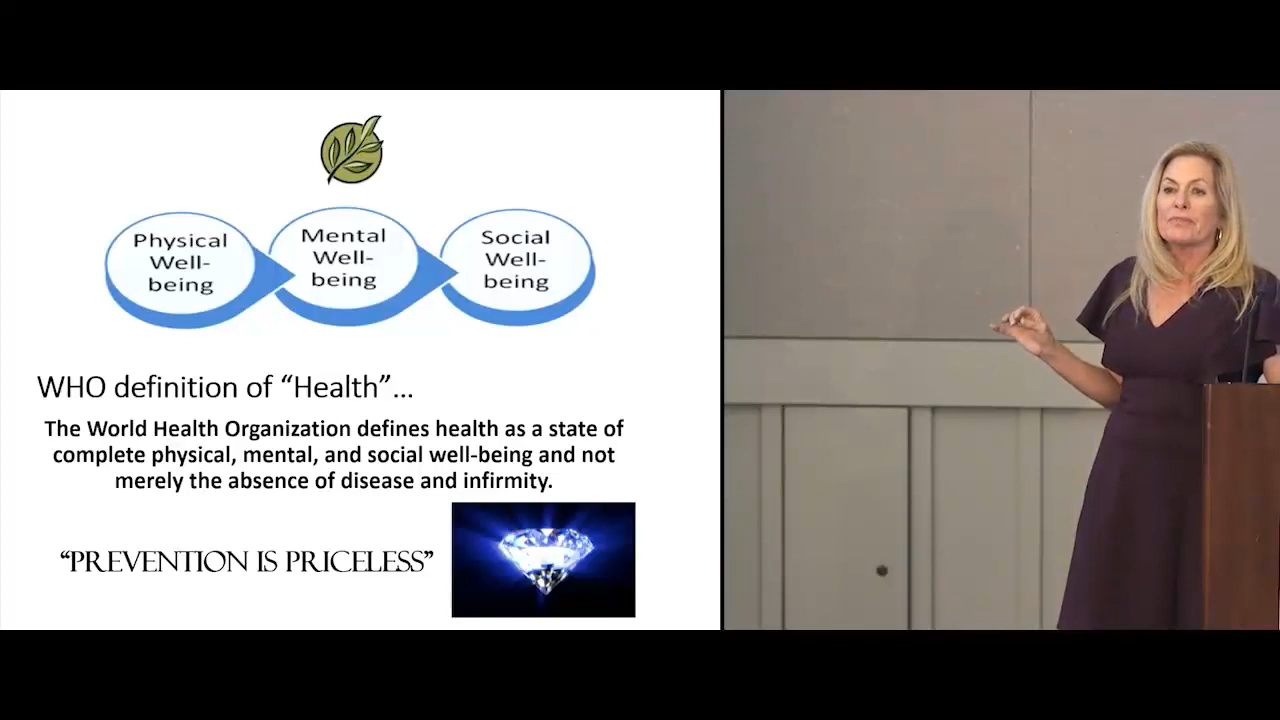 Physical
Well-
being
Mental
Well-
being
Social
Well-
being
WHO definition of “Health”...
The World Health Organization defines health as a state of
complete physical, mental, and social well-being and not
merely the absence of disease and infirmity.
“PREVENTION IS PRICELESS”